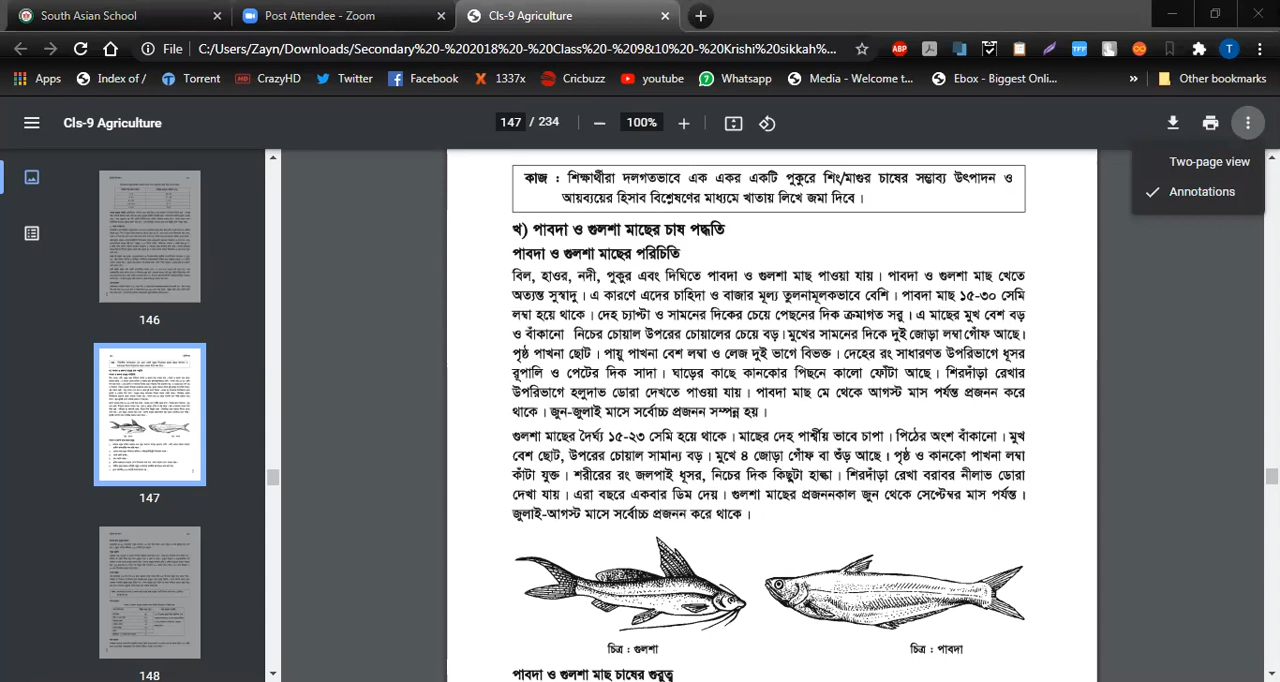 South Asian School
Post Attendee - Zoom
Cls-9 Agriculture
File
C:/Users/Zayn/Downloads/Secondary%20-%202018%20-%20Class%20-%209&10%20-%20Krishi%20sikkah%...
ABP
TFF
T
Apps
Index of /
Torrent
CrazyHD
Twitter
Facebook
1337x
Cricbuzz
youtube
Whatsapp
Media - Welcome t...
Ebox - Biggest Onli...
»
Other bookmarks
Cls-9 Agriculture
147 / 234
100%
Two-page view
Annotations
146
147
148
কাজ : শিক্ষার্থীরা দলগতভাবে এক একর একটি পুকুরে শিং/মাগুর চাষের সম্ভাব্য উৎপাদন ও
আয়ব্যয়ের হিসাব বিশ্লেষণের মাধ্যমে খাতায় লিখে জমা দিবে।
খ) পাবদা ও গুলশা মাছের চাষ পদ্ধতি
পাবদা ও গুলশা মাছের পরিচিতি
বিল, হাওর, নদী, পুকুর এবং দিঘিতে পাবদা ও গুলশা মাছ পাওয়া যায়। পাবদা ও গুলশা মাছ খেতে
অত্যন্ত সুস্বাদু। এ কারণে এদের চাহিদা ও বাজার মূল্য তুলনামূলকভাবে বেশি। পাবদা মাছ ১৫-৩০ সেমি
লম্বা হয়ে থাকে। দেহ চ্যাপ্টা ও সামনের দিকের চেয়ে পেছনের দিক ক্রমাগত সরু। এ মাছের মুখ বেশ বড়
ও বাঁকানো নিচের চোয়াল উপরের চোয়ালের চেয়ে বড়। মুখের সামনের দিকে দুই জোড়া লম্বা গোঁফ আছে।
পৃষ্ঠ পাখনা ছোট। পায়ু পাখনা বেশ লম্বা ও লেজ দুই ভাগে বিভক্ত। দেহের রং সাধারণত উপরিভাগে ধূসর
রুপালি ও পেটের দিক সাদা। ঘাড়ের কাছে কানকোর পিছনে কালো ফোঁটা আছে। শিরদাঁড়া রেখার
উপরিভাগে হলুদাভ ডোরা দেখতে পাওয়া যায়। পাবদা মাছ মে থেকে আগস্ট মাস পর্যন্ত প্রজনন করে
থাকে। জুন-জুলাই মাসে সর্বোচ্চ প্রজনন সম্পন্ন হয়।
গুলশা মাছের দৈর্ঘ্য ১৫-২৩ সেমি হয়ে থাকে। মাছের দেহ পার্শ্বীয় ভাবে চাপা। পিঠের অংশ বাঁকানো। মুখ
বেশ ছোট, উপরের চোয়াল সামান্য বড়। মুখে ৪ জোড়া গোঁফ বা শুঁড় আছে। পৃষ্ঠ ও কানকো পাখনা লম্বা
কাঁটা যুক্ত। শরীরের রং জলপাই ধূসর, নিচের দিক কিছুটা হাল্কা। শিরদাঁড়া রেখা বরাবর নীলাভ ডোরা
দেখা যায়। এরা বছরে একবার ডিম দেয়। গুলশা মাছের প্রজননকাল জুন থেকে সেপ্টেম্বর মাস পর্যন্ত।
জুলাই-আগস্ট মাসে সর্বোচ্চ প্রজনন করে থাকে।
চিত্র : গুলশা
চিত্র : পাবদা
পাবদা ও গুলশা মাছ চাষের গুরুত্ব